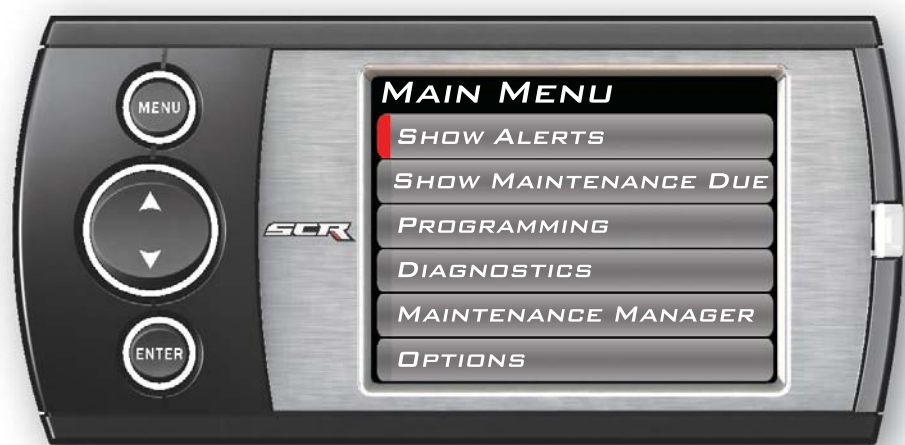 MENU
ENTER
SCR
MAIN MENU
SHOW ALERTS
SHOW MAINTENANCE DUE
PROGRAMMING
DIAGNOSTICS
MAINTENANCE MANAGER
OPTIONS